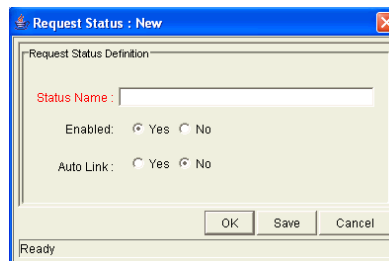 Request Status : New
Request Status Definition
Status Name :
Enabled: Yes No
Auto Link : Yes No
OK Save Cancel
Ready